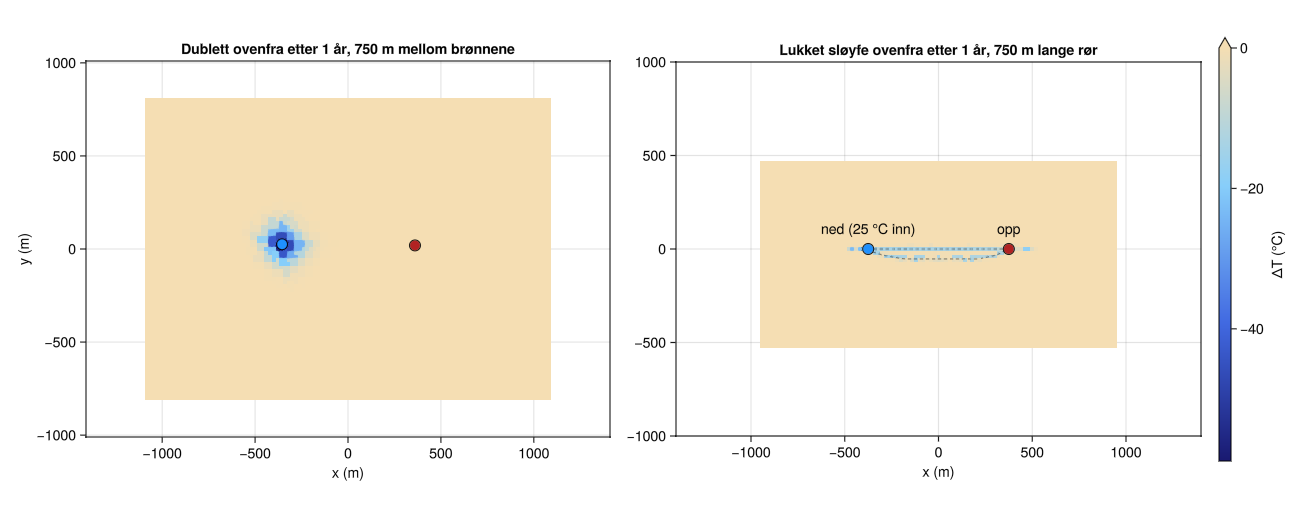 Dublett ovenfra etter 1 år, 750 m mellom brønnene
1000
500
0
−500
−1000
y (m)
−1000
−500
0
500
1000
x (m)
Lukket sløyfe ovenfra etter 1 år, 750 m lange rør
1000
500
0
−500
−1000
ned (25 °C inn)
opp
−1000
−500
0
500
1000
x (m)
0
−20
−40
ΔT (°C)